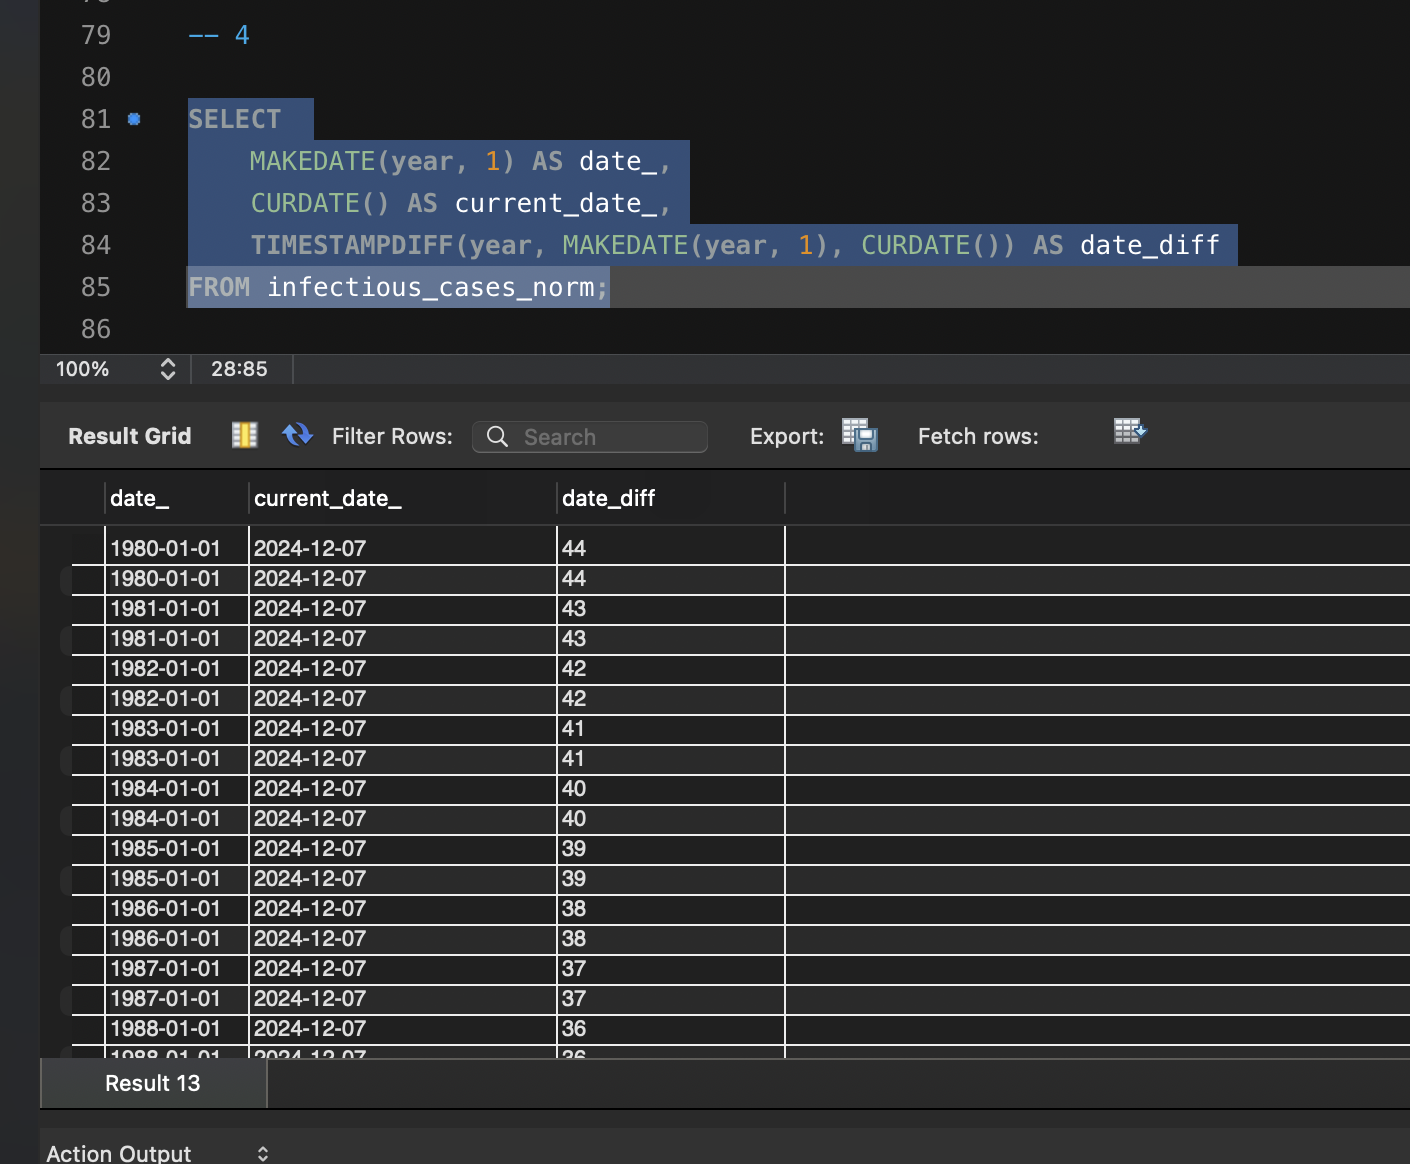 79 -- 4
80
81 SELECT
82 MAKEDATE(year, 1) AS date_,
83 CURDATE() AS current_date_,
84 TIMESTAMPDIFF(year, MAKEDATE(year, 1), CURDATE()) AS date_diff
85 FROM infectious_cases_norm;
86
100% 28:85
Result Grid Filter Rows: Search Export: Fetch rows:
date_ current_date_ date_diff
1980-01-01 2024-12-07 44
1980-01-01 2024-12-07 44
1981-01-01 2024-12-07 43
1981-01-01 2024-12-07 43
1982-01-01 2024-12-07 42
1982-01-01 2024-12-07 42
1983-01-01 2024-12-07 41
1983-01-01 2024-12-07 41
1984-01-01 2024-12-07 40
1984-01-01 2024-12-07 40
1985-01-01 2024-12-07 39
1985-01-01 2024-12-07 39
1986-01-01 2024-12-07 38
1986-01-01 2024-12-07 38
1987-01-01 2024-12-07 37
1987-01-01 2024-12-07 37
1988-01-01 2024-12-07 36
1988-01-01 2024-12-07 36
Result 13
Action Output